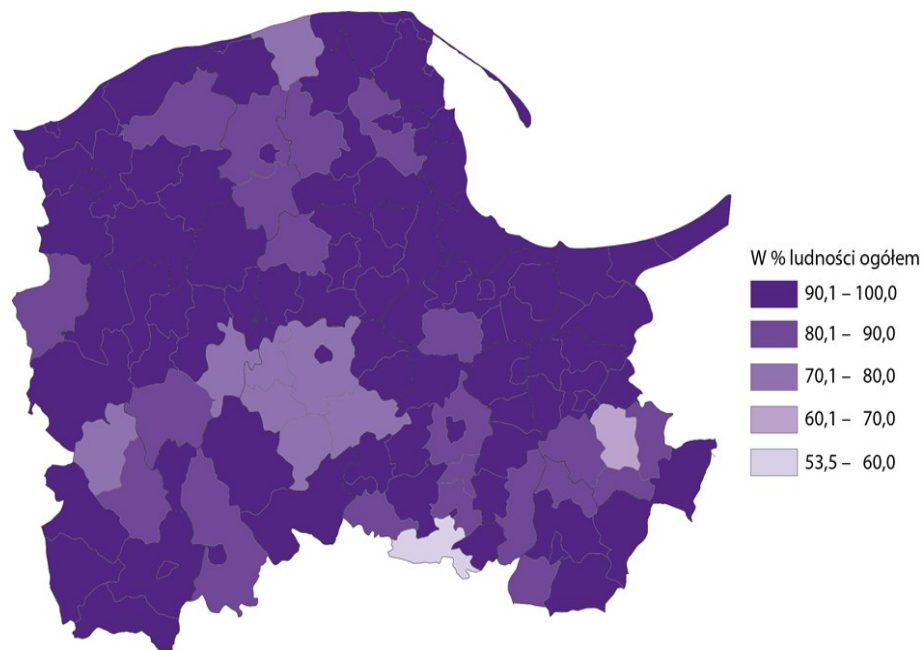 W % ludności ogółem
90,1 – 100,0
80,1 – 90,0
70,1 – 80,0
60,1 – 70,0
53,5 – 60,0